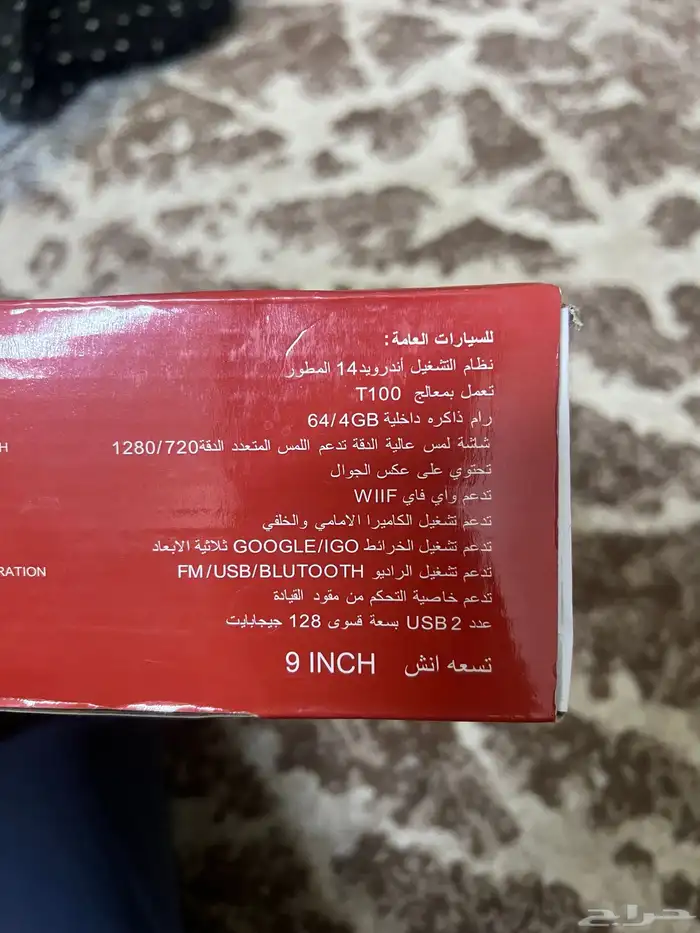 للسيارات العامة:
نظام التشغيل أندرويد14 المطور
تعمل بمعالج T100
رام ذاكره داخلية 64/4GB
شاشة لمس عالية الدقة تدعم اللمس المتعدد الدقة1280/720
H
تحتوي على عكس الجوال
تدعم واي فاي WIIF
تدعم تشغيل الكاميرا الامامي والخلفي
تدعم تشغيل الخرائط GOOGLE/IGO ثلاثية الابعاد
تدعم تشغيل الراديو FM/USB/BLUTOOTH
RATION
تدعم خاصية التحكم من مقود القيادة
عدد USB 2 بسعة قسوى 128 جيجابايت
تسعه انش 9 INCH
حراج